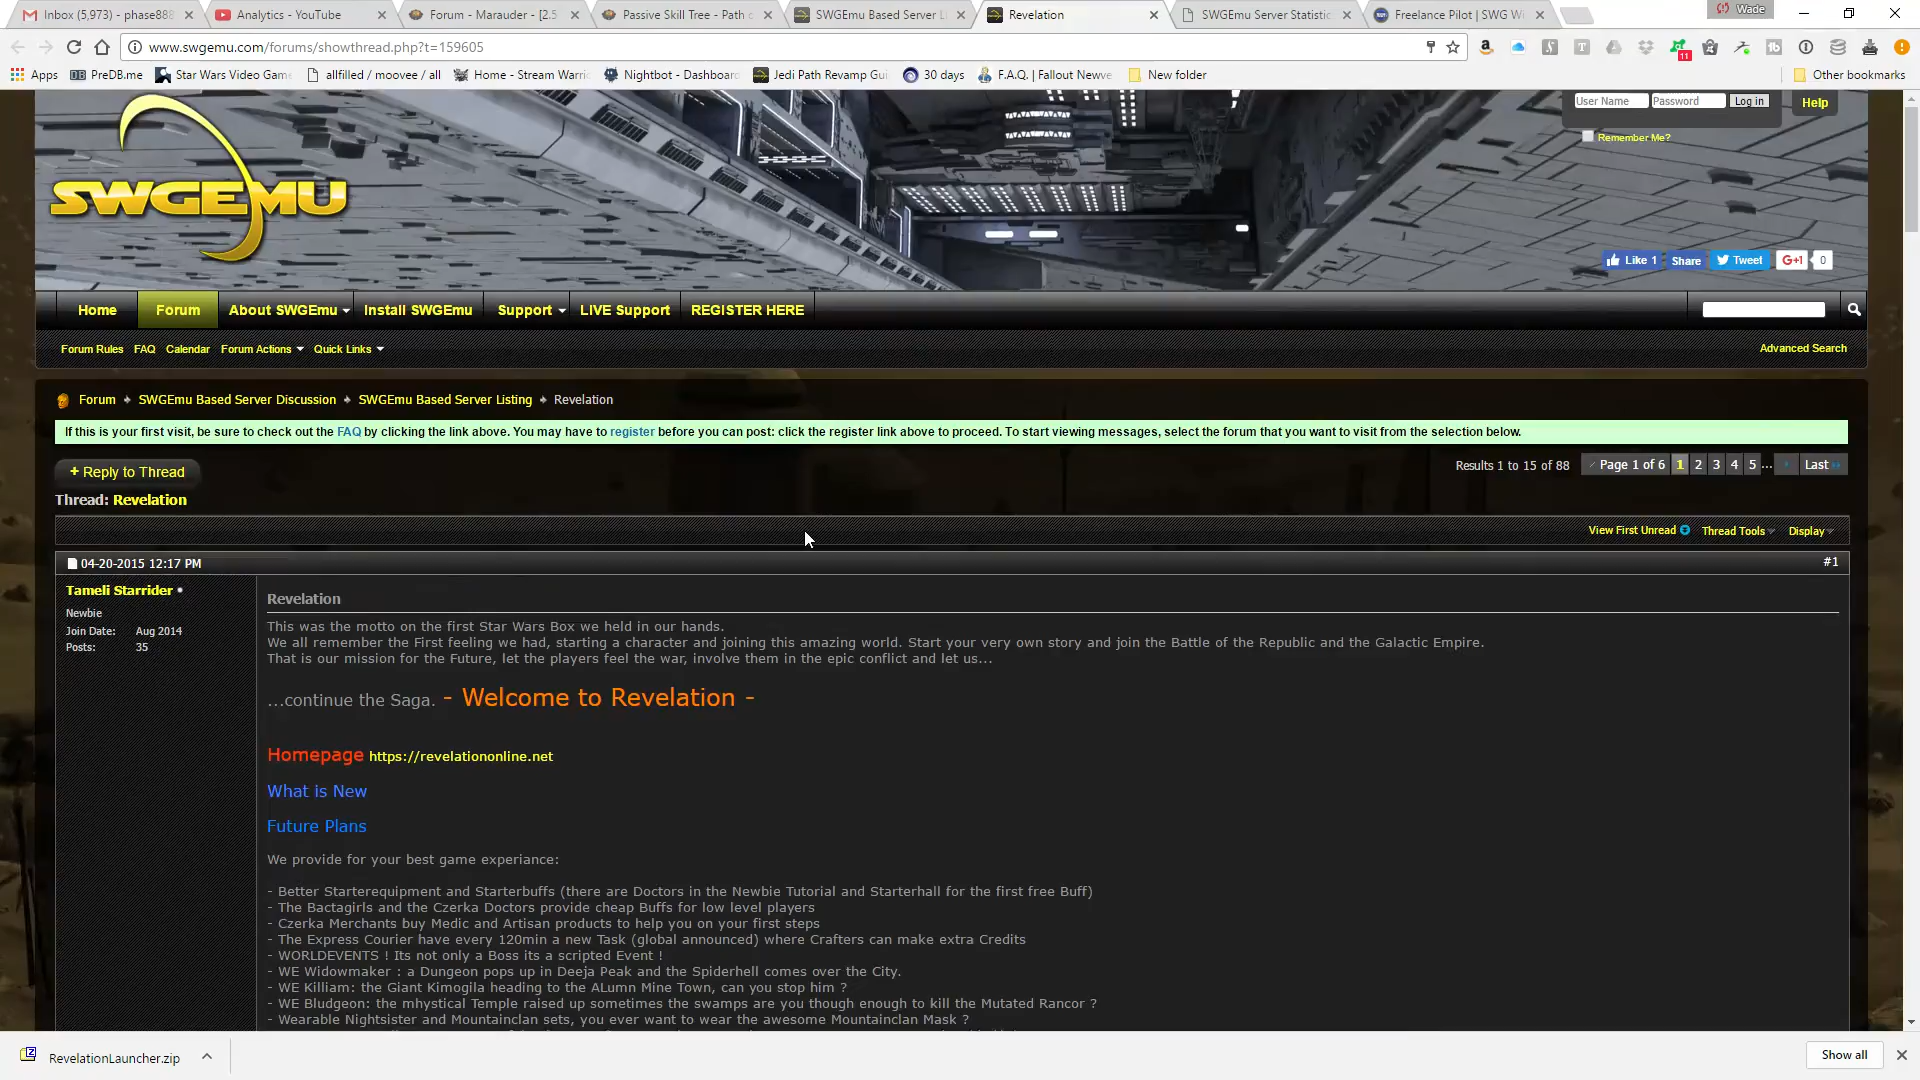 Inbox (5,973) - phase888
Analytics - YouTube
Forum - Marauder - [2.5
Passive Skill Tree - Path o
SWGEmu Based Server Li
Revelation
SWGEmu Server Statistic
Freelance Pilot | SWG Wi
Wade
www.swgemu.com/forums/showthread.php?t=159605
11
Apps
PreDB.me
Star Wars Video Game
allfilled / moovee / all
Home - Stream Warrio
Nightbot - Dashboard
Jedi Path Revamp Gui
30 days
F.A.Q. | Fallout Newve
New folder
Other bookmarks
SWGEMU
User Name
Password
Log in
Help
Remember Me?
Like 1
Share
Tweet
G+1
0
Home
Forum
About SWGEmu
Install SWGEmu
Support
LIVE Support
REGISTER HERE
Forum Rules
FAQ
Calendar
Forum Actions
Quick Links
Advanced Search
Forum
SWGEmu Based Server Discussion
SWGEmu Based Server Listing
Revelation
If this is your first visit, be sure to check out the FAQ by clicking the link above. You may have to register before you can post: click the register link above to proceed. To start viewing messages, select the forum that you want to visit from the selection below.
+ Reply to Thread
Results 1 to 15 of 88
Page 1 of 6
1
2
3
4
5
...
Last
Thread: Revelation
View First Unread
Thread Tools
Display
04-20-2015 12:17 PM
#1
Tameli Starrider
Newbie
Join Date: Aug 2014
Posts: 35
Revelation
This was the motto on the first Star Wars Box we held in our hands.
We all remember the First feeling we had, starting a character and joining this amazing world. Start your very own story and join the Battle of the Republic and the Galactic Empire.
That is our mission for the Future, let the players feel the war, involve them in the epic conflict and let us...
...continue the Saga. - Welcome to Revelation -
Homepage https://revelationonline.net
What is New
Future Plans
We provide for your best game experiance:
- Better Starterequipment and Starterbuffs (there are Doctors in the Newbie Tutorial and Starterhall for the first free Buff)
- The Bactagirls and the Czerka Doctors provide cheap Buffs for low level players
- Czerka Merchants buy Medic and Artisan products to help you on your first steps
- The Express Courier have every 120min a new Task (global announced) where Crafters can make extra Credits
- WORLDEVENTS ! Its not only a Boss its a scripted Event !
- WE Widowmaker : a Dungeon pops up in Deeja Peak and the Spiderhell comes over the City.
- WE Killiam: the Giant Kimogila heading to the ALumn Mine Town, can you stop him ?
- WE Bludgeon: the mhystical Temple raised up sometimes the swamps are you though enough to kill the Mutated Rancor ?
- Wearable Nightsister and Mountainclan sets, you ever want to wear the awesome Mountainclan Mask ?
RevelationLauncher.zip
Show all